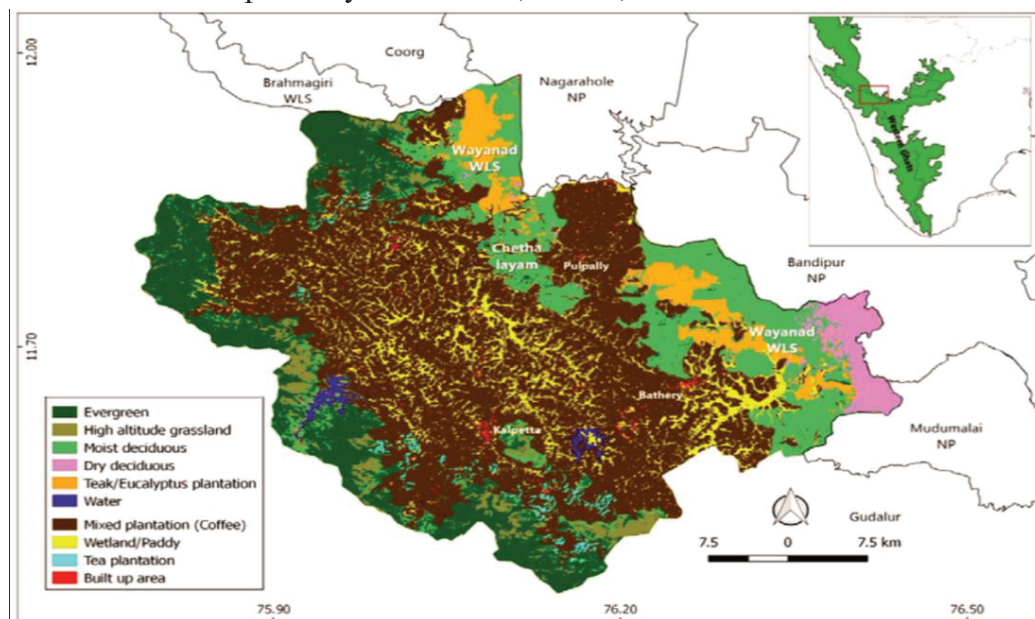 12.00
Coorg
Brahmagiri
WLS
Nagarahole
NP
Western Ghats
Wayanad
WLS
Chetha
layam
Pulpally
Bandipur
NP
11.70
Wayanad
WLS
Bathery
Kalpetta
Mudumalai
NP
Evergreen
High altitude grassland
Moist deciduous
Dry deciduous
Teak/Eucalyptus plantation
Water
Mixed plantation (Coffee)
Wetland/Paddy
Tea plantation
Built up area
Gudalur
7.5 0 7.5 km
75.90 76.20 76.50